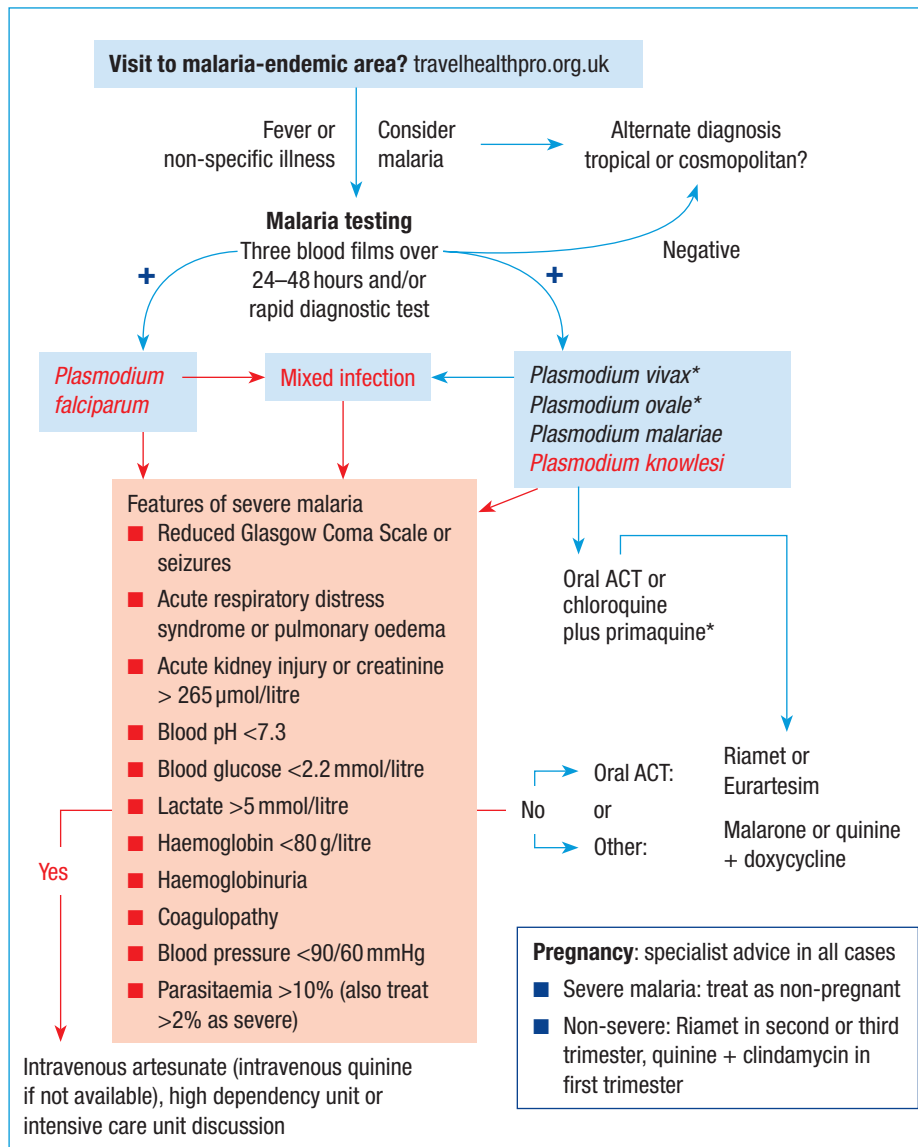 Visit to malaria-endemic area? travelhealthpro.org.uk
Fever or
non-specific illness
Consider
malaria
Alternate diagnosis
tropical or cosmopolitan?
Malaria testing
Three blood films over
24–48 hours and/or
rapid diagnostic test
Negative
+
+
Plasmodium
falciparum
Mixed infection
Plasmodium vivax*
Plasmodium ovale*
Plasmodium malariae
Plasmodium knowlesi
Features of severe malaria
■ Reduced Glasgow Coma Scale or
seizures
■ Acute respiratory distress
syndrome or pulmonary oedema
■ Acute kidney injury or creatinine
> 265 µmol/litre
■ Blood pH <7.3
■ Blood glucose <2.2 mmol/litre
■ Lactate >5 mmol/litre
■ Haemoglobin <80 g/litre
■ Haemoglobinuria
■ Coagulopathy
■ Blood pressure <90/60 mmHg
■ Parasitaemia >10% (also treat
>2% as severe)
Oral ACT or
chloroquine
plus primaquine*
No
Oral ACT:
or
Other:
Riamet or
Eurartesim
Malarone or quinine
+ doxycycline
Yes
Intravenous artesunate (intravenous quinine
if not available), high dependency unit or
intensive care unit discussion
Pregnancy: specialist advice in all cases
■ Severe malaria: treat as non-pregnant
■ Non-severe: Riamet in second or third
trimester, quinine + clindamycin in
first trimester